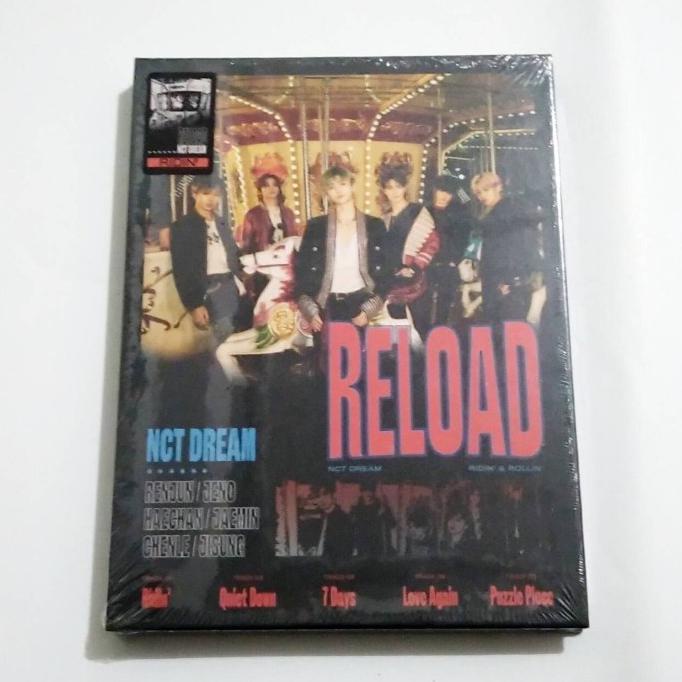 RIDIN'
RELOAD
NCT DREAM
NCT DREAM RIDIN' & ROLLIN'
RENJUN / JENO
HAECHAN / JAEMIN
CHENLE / JISUNG
Ridin' Quiet Down 7 Days Love Again Puzzle Piece